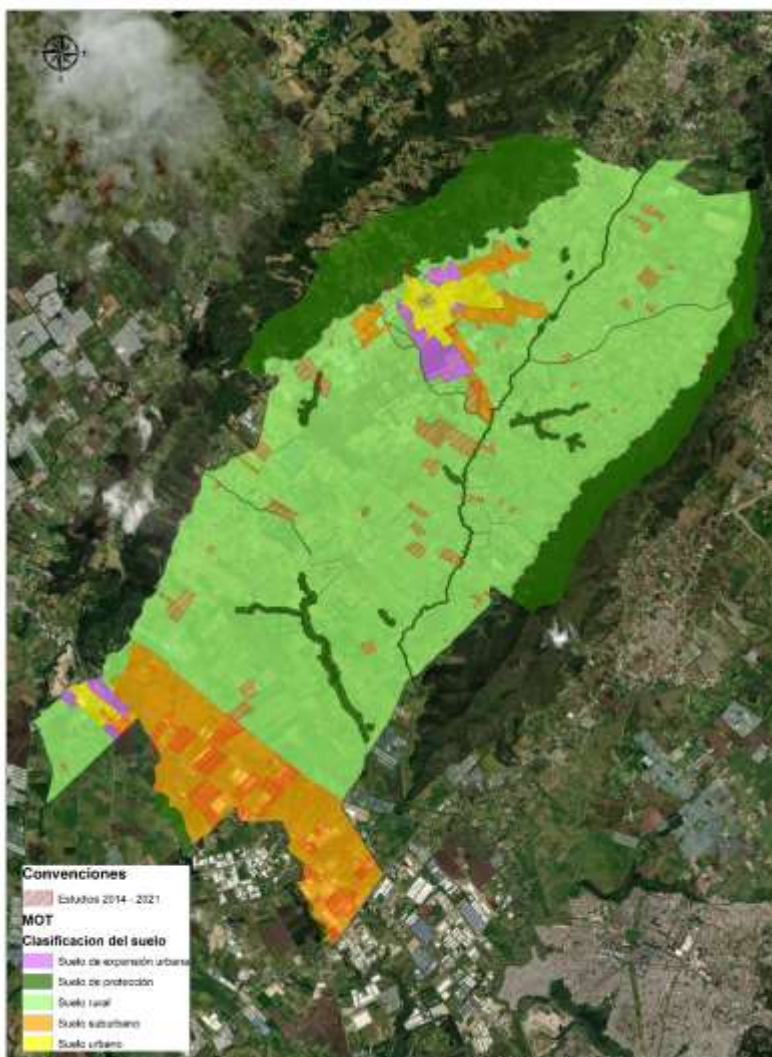 Convenciones
Estudios 2014 - 2021
MOT
Clasificacion del suelo
Suelo de expansión urbana
Suelo de protección
Suelo rural
Suelo suburbano
Suelo urbano